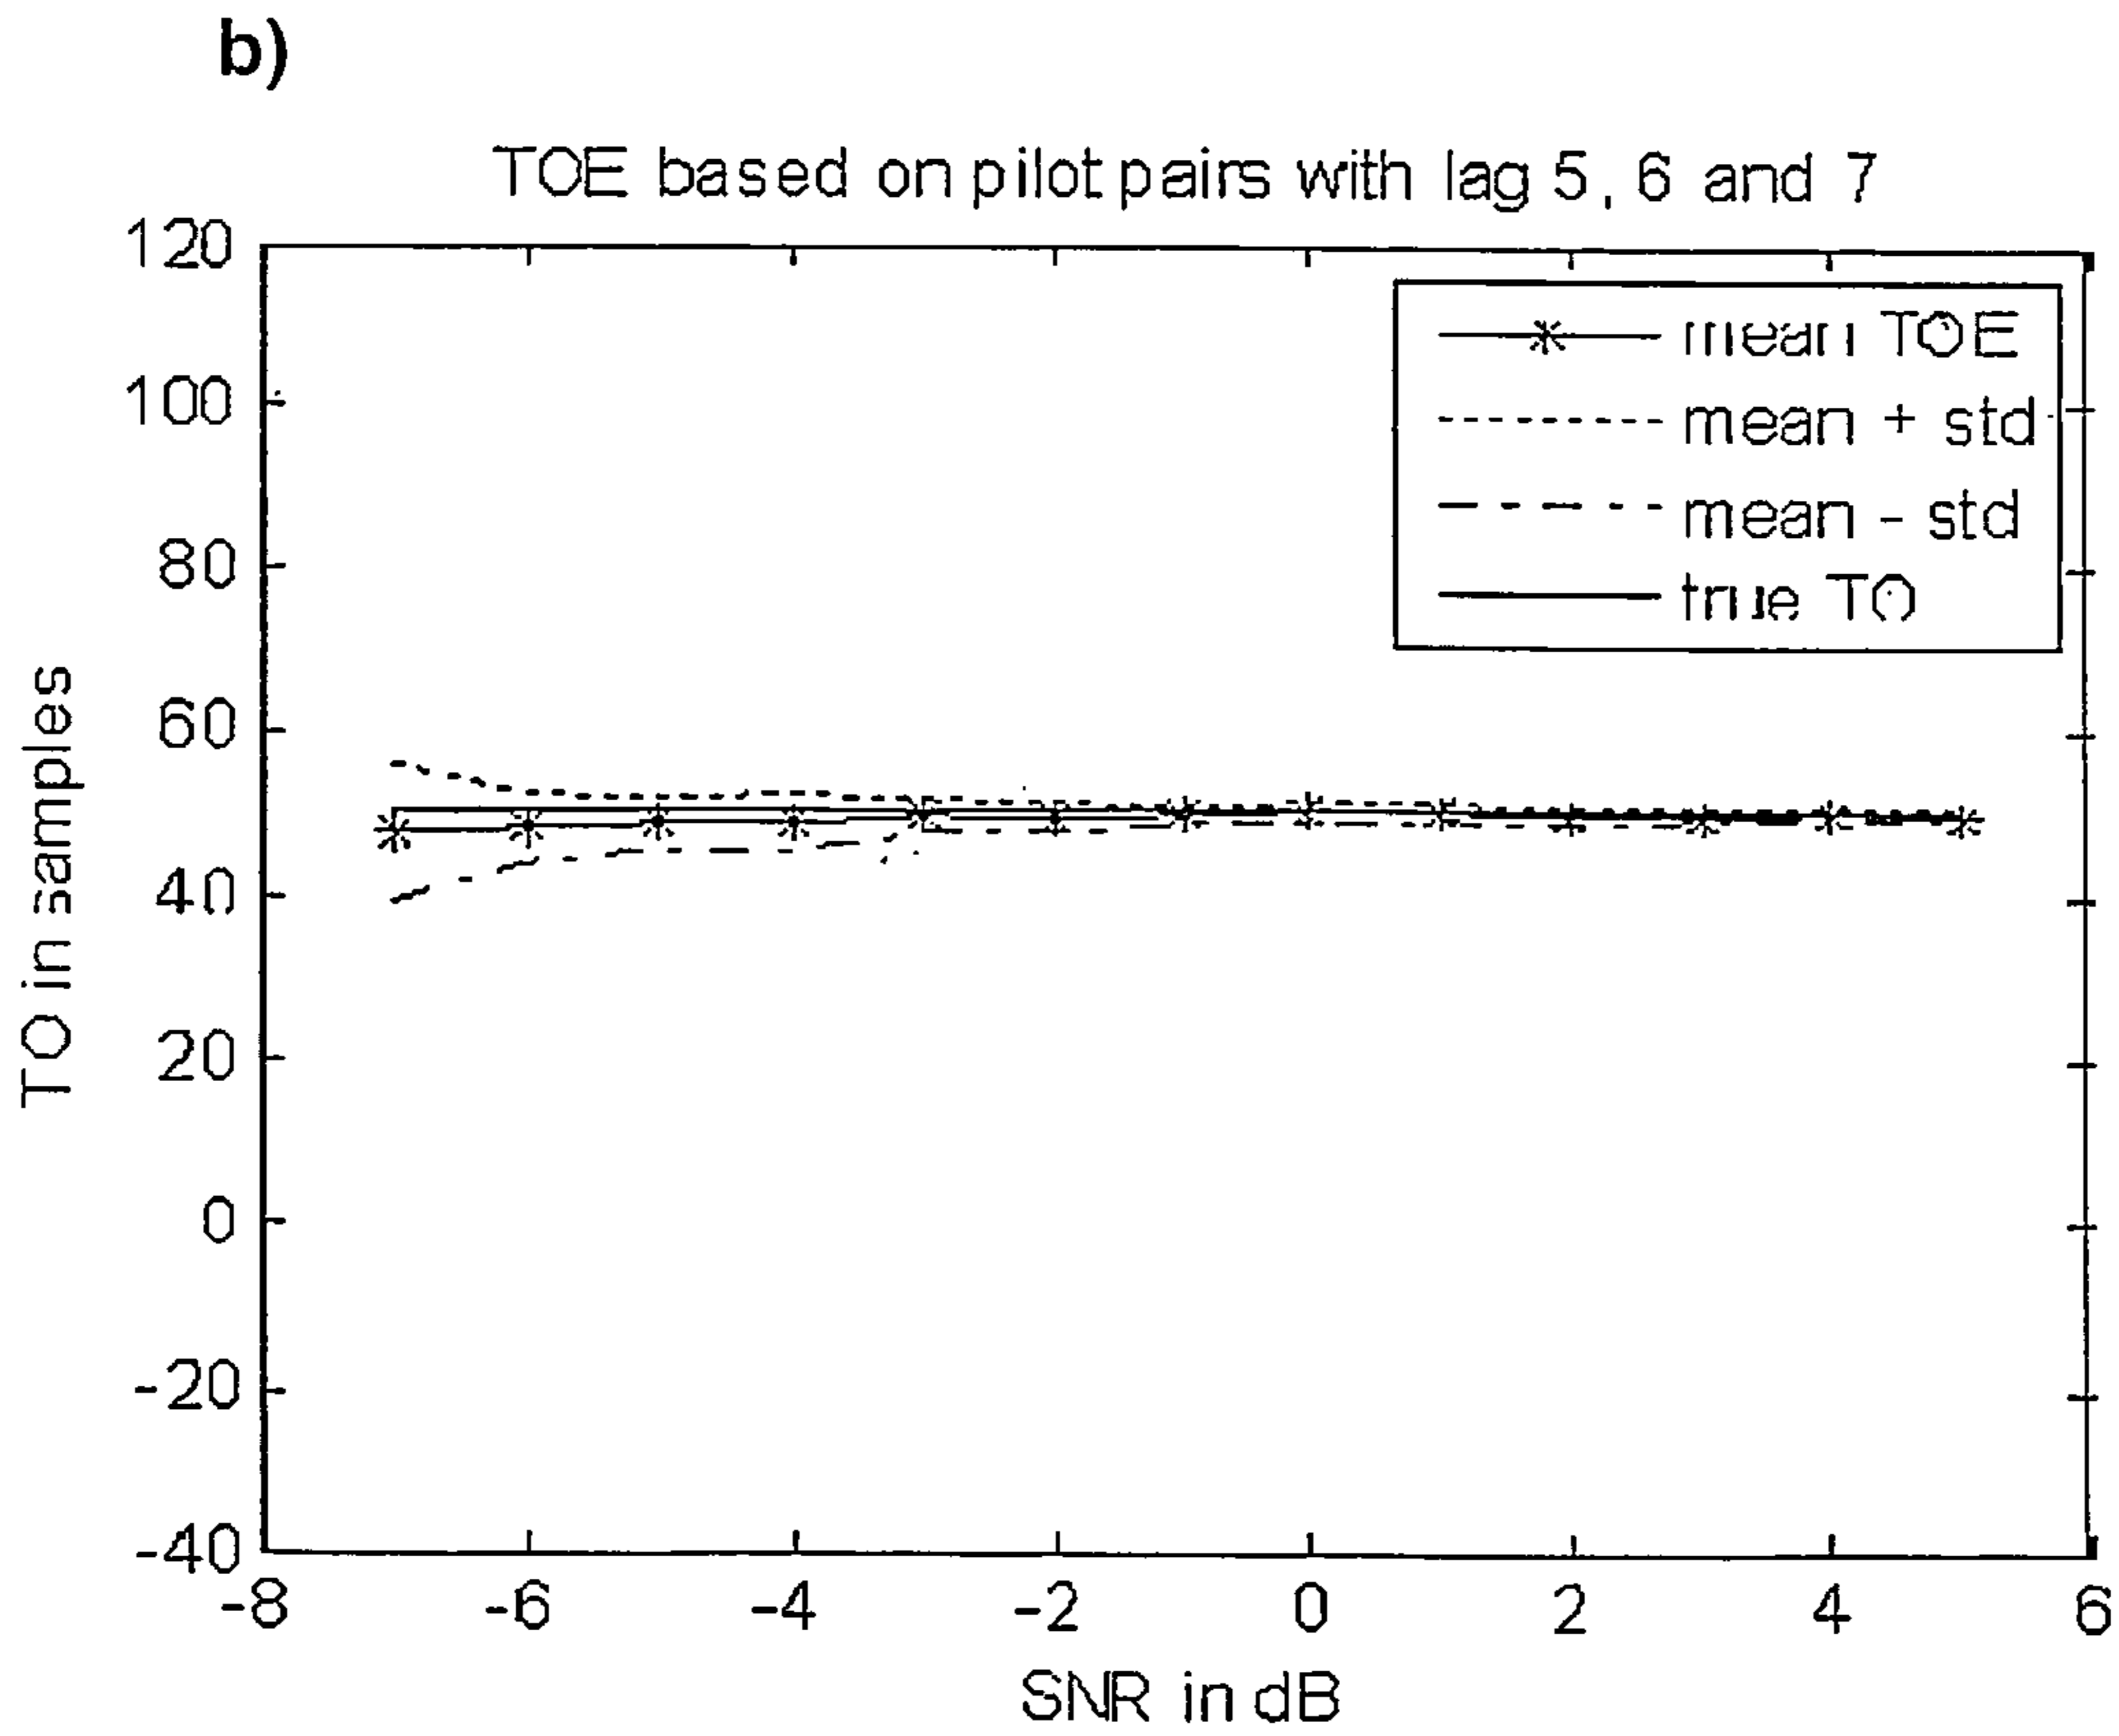 b)
TOE based on pilot pairs with lag 5, 6 and 7
120
100
80
60
40
20
0
-20
-40
TO in samples
mean TOE
mean + std
mean - std
true TO
-8 -6 -4 -2 0 2 4 6
SNR in dB